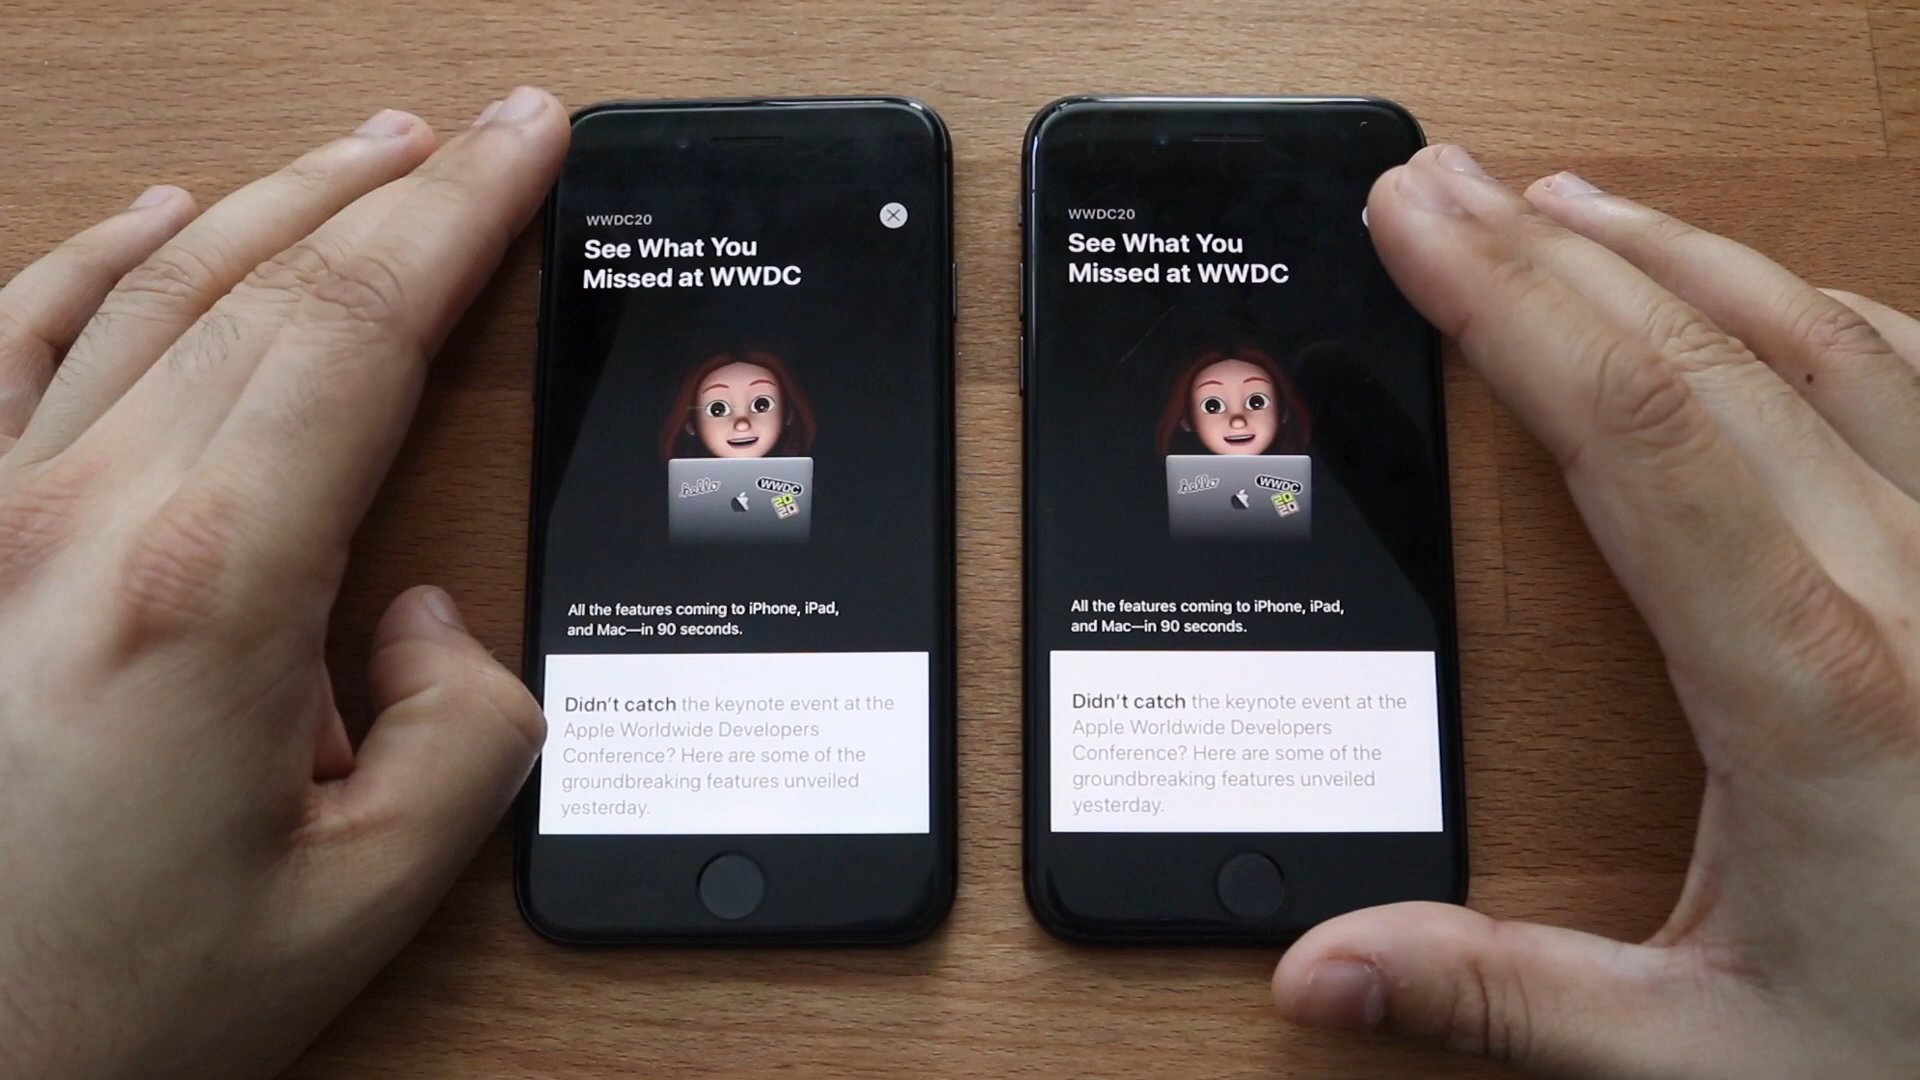 WWDC20
See What You
Missed at WWDC
hello
WWDC
20
20
All the features coming to iPhone, iPad,
and Mac—in 90 seconds.
Didn't catch the keynote event at the
Apple Worldwide Developers
Conference? Here are some of the
groundbreaking features unveiled
yesterday.
WWDC20
See What You
Missed at WWDC
hello
WWDC
20
20
All the features coming to iPhone, iPad,
and Mac—in 90 seconds.
Didn't catch the keynote event at the
Apple Worldwide Developers
Conference? Here are some of the
groundbreaking features unveiled
yesterday.